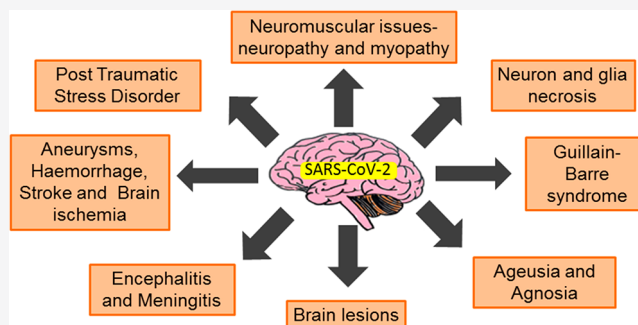 Neuromuscular issues-
neuropathy and myopathy
Post Traumatic
Stress Disorder
Neuron and glia
necrosis
Aneurysms,
Haemorrhage,
Stroke and Brain
ischemia
SARS-CoV-2
Guillain-
Barre
syndrome
Encephalitis
and Meningitis
Brain lesions
Ageusia and
Agnosia